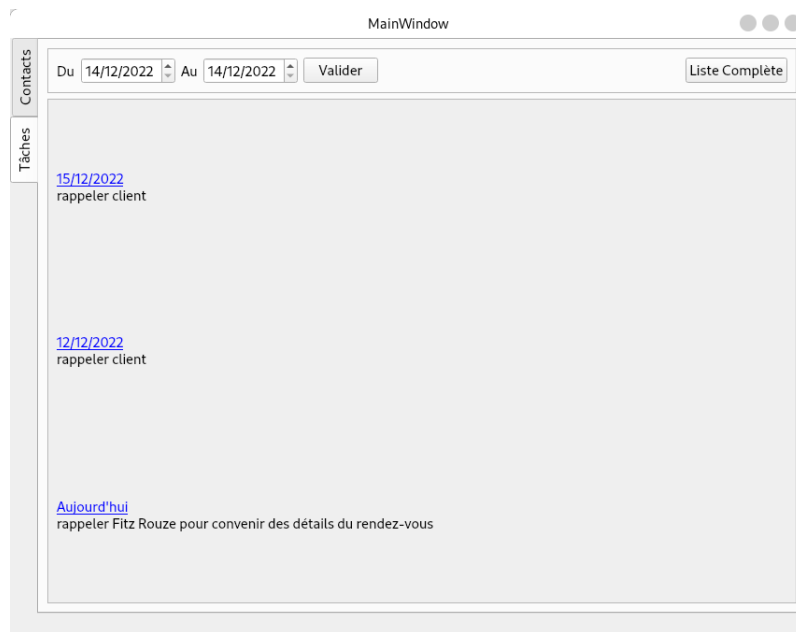 MainWindow
Contacts
Tâches
Du 14/12/2022 Au 14/12/2022 Valider Liste Complète
15/12/2022
rappeler client
12/12/2022
rappeler client
Aujourd'hui
rappeler Fitz Rouze pour convenir des détails du rendez-vous